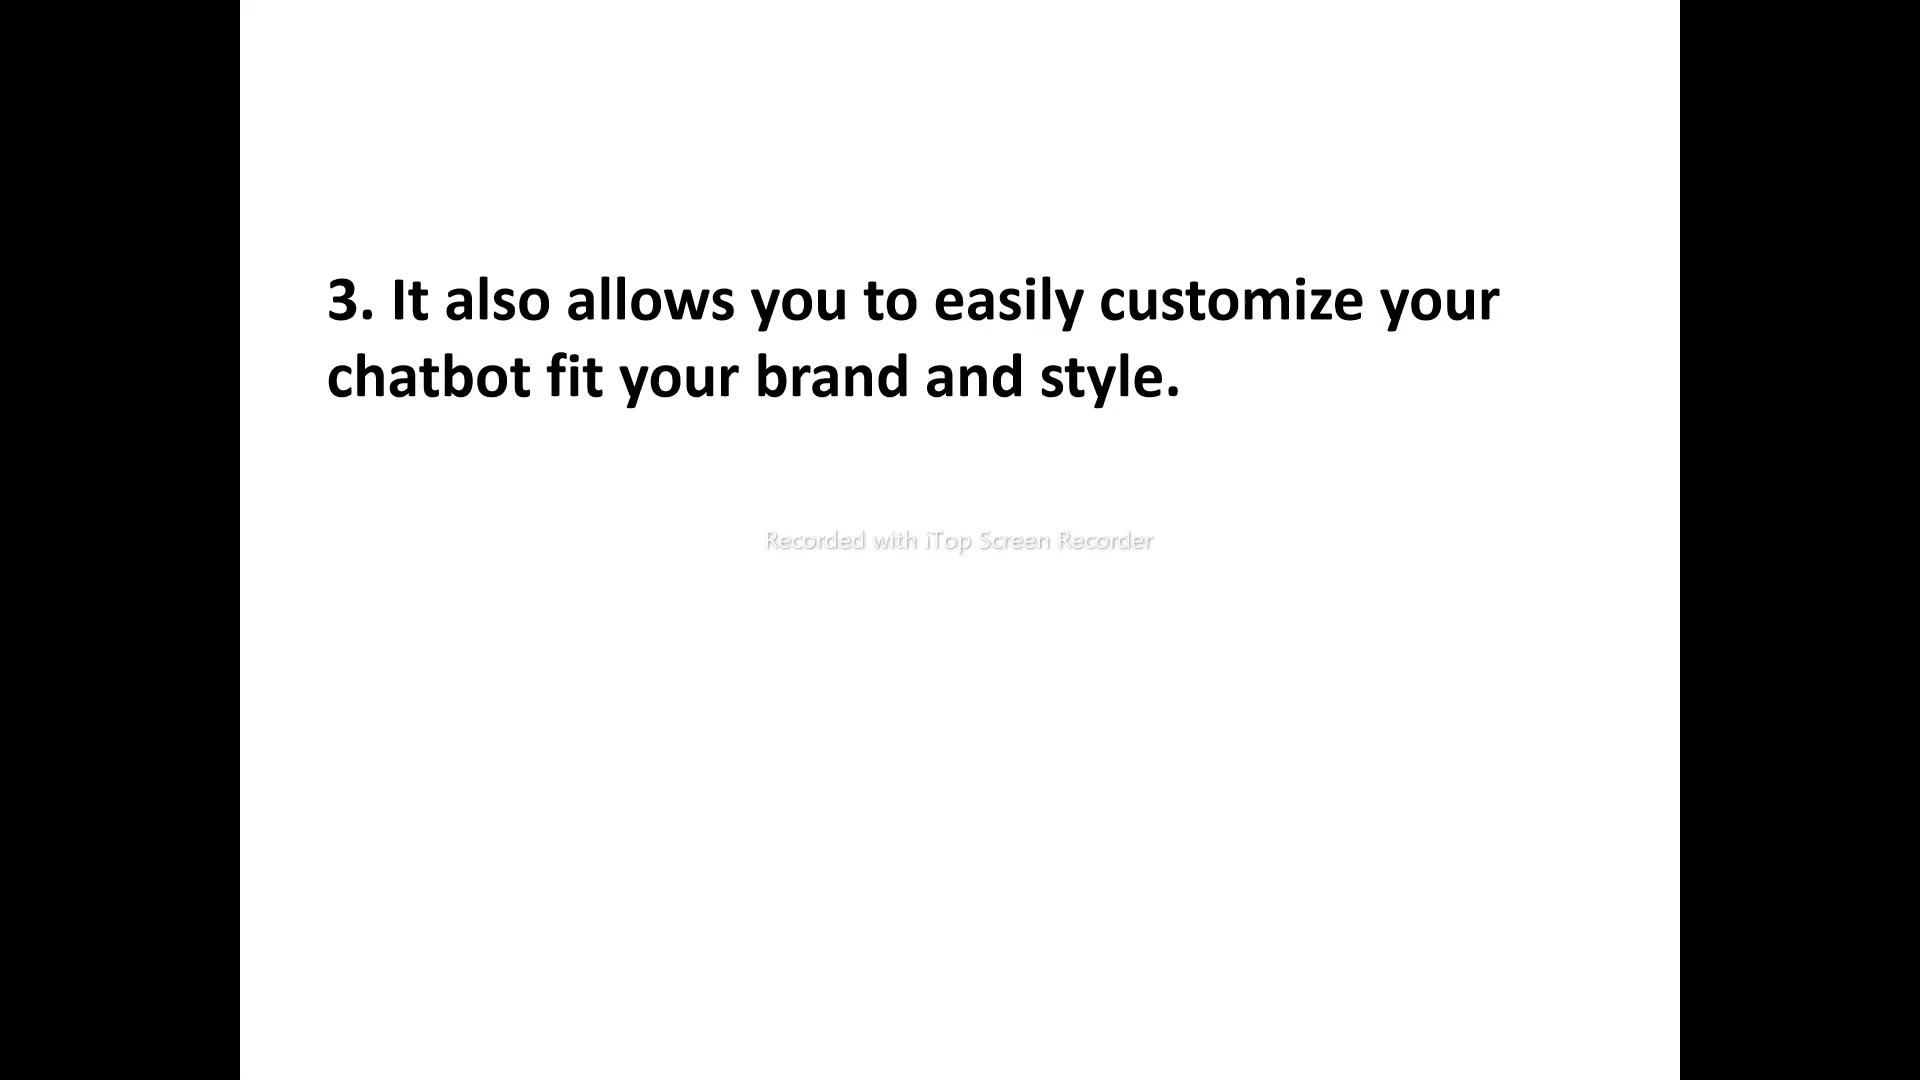 3. It also allows you to easily customize your
chatbot fit your brand and style.
Recorded with iTop Screen Recorder